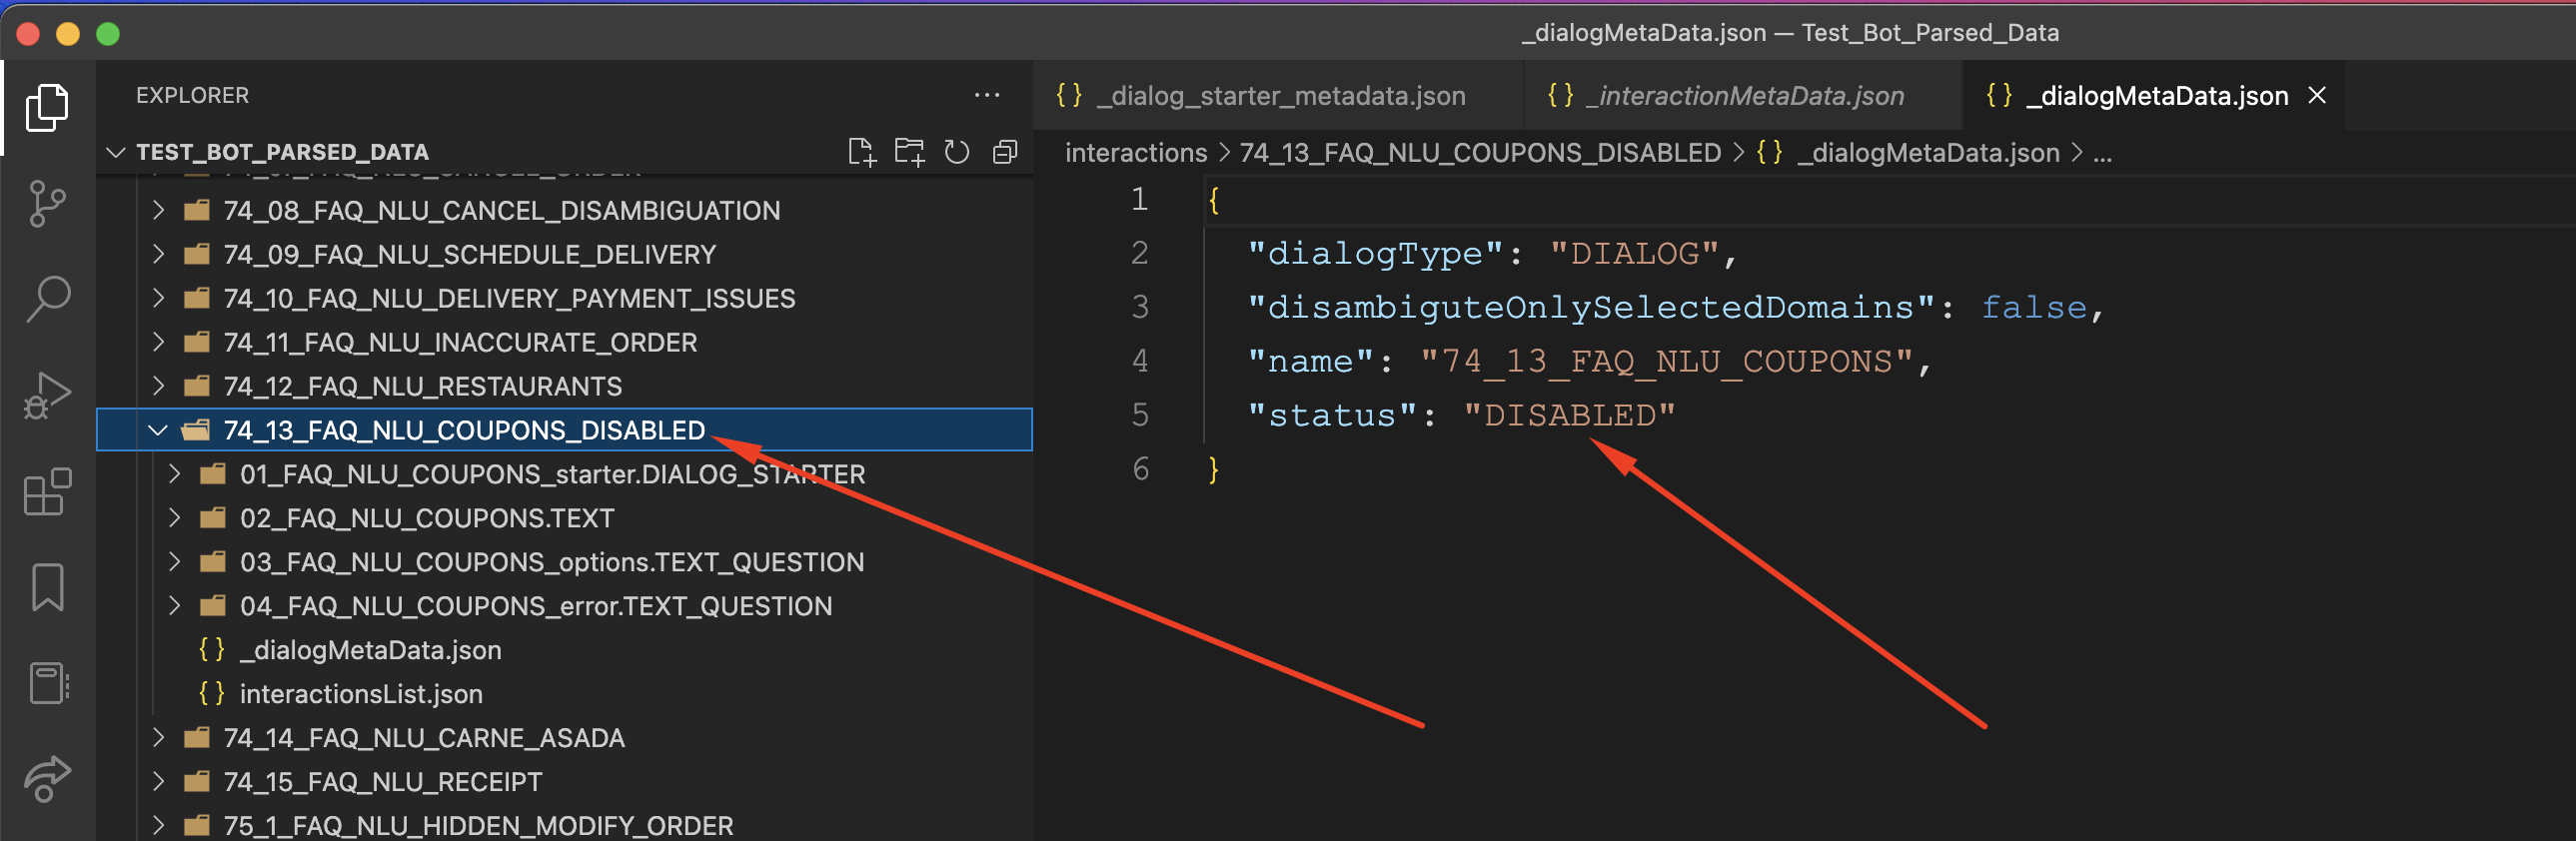 _dialogMetaData.json — Test_Bot_Parsed_Data
EXPLORER
TEST_BOT_PARSED_DATA
74_08_FAQ_NLU_CANCEL_DISAMBIGUATION
74_09_FAQ_NLU_SCHEDULE_DELIVERY
74_10_FAQ_NLU_DELIVERY_PAYMENT_ISSUES
74_11_FAQ_NLU_INACCURATE_ORDER
74_12_FAQ_NLU_RESTAURANTS
74_13_FAQ_NLU_COUPONS_DISABLED
01_FAQ_NLU_COUPONS_starter.DIALOG_STARTER
02_FAQ_NLU_COUPONS.TEXT
03_FAQ_NLU_COUPONS_options.TEXT_QUESTION
04_FAQ_NLU_COUPONS_error.TEXT_QUESTION
{} _dialogMetaData.json
{} interactionsList.json
74_14_FAQ_NLU_CARNE_ASADA
74_15_FAQ_NLU_RECEIPT
75_1_FAQ_NLU_HIDDEN_MODIFY_ORDER
{} _dialog_starter_metadata.json
{} _interactionMetaData.json
{} _dialogMetaData.json
interactions > 74_13_FAQ_NLU_COUPONS_DISABLED > {} _dialogMetaData.json > ...
1 {
2 "dialogType": "DIALOG",
3 "disambiguteOnlySelectedDomains": false,
4 "name": "74_13_FAQ_NLU_COUPONS",
5 "status": "DISABLED"
6 }